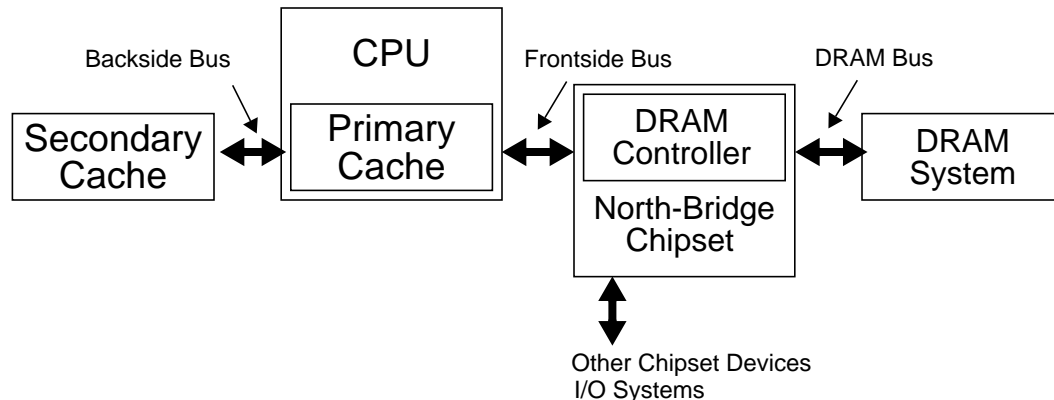 Backside Bus
CPU
Frontside Bus
DRAM Bus
Secondary
Cache
Primary
Cache
DRAM
Controller
DRAM
System
North-Bridge
Chipset
Other Chipset Devices
I/O Systems